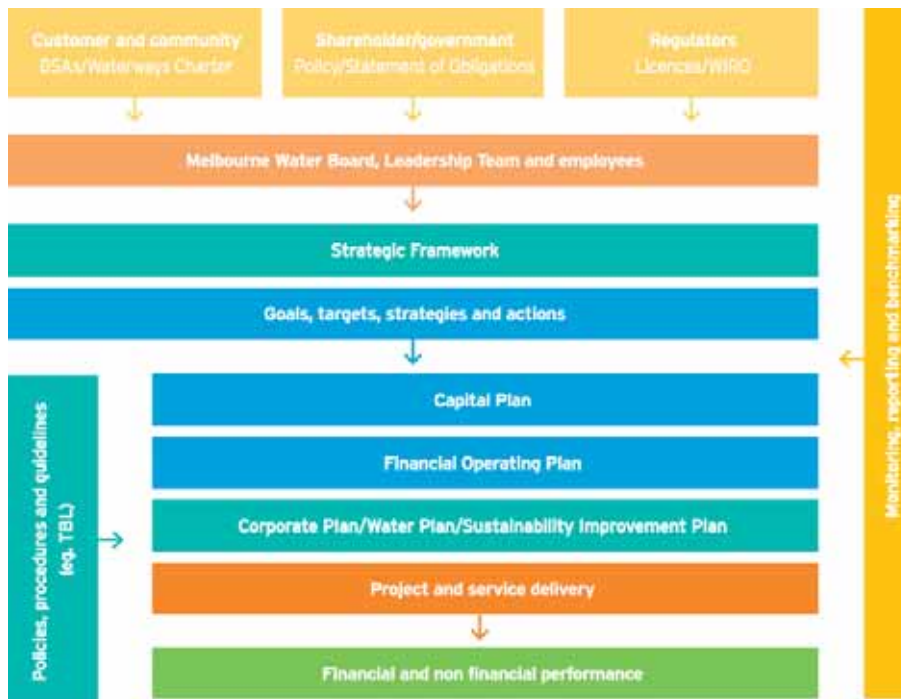 Customer and community
BSAs/Waterways Charter
Shareholder/government
Policy/Statement of Obligations
Regulators
Licences/WIRO
Melbourne Water Board, Leadership Team and employees
Strategic Framework
Goals, targets, strategies and actions
Capital Plan
Financial Operating Plan
Corporate Plan/Water Plan/Sustainability Improvement Plan
Project and service delivery
Financial and non financial performance
Policies, procedures and guidelines
(eg. TBL)
Monitoring, reporting and benchmarking